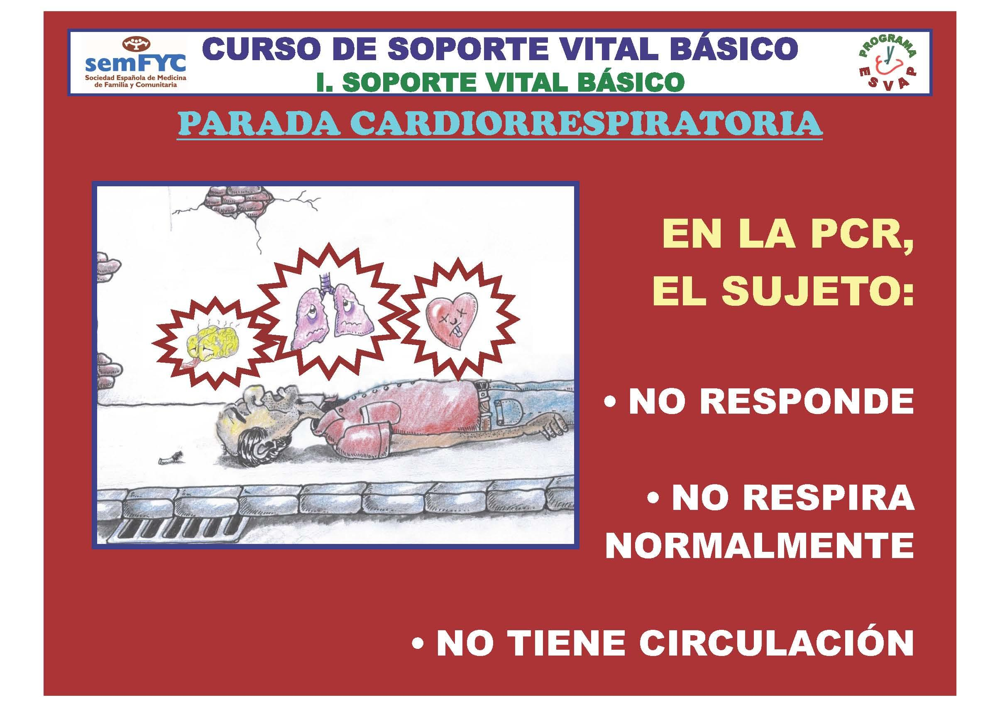 semFYC
Sociedad Española de Medicina
de Familia y Comunitaria
CURSO DE SOPORTE VITAL BÁSICO
I. SOPORTE VITAL BÁSICO
PROGRAMA
ESVAP
PARADA CARDIORRESPIRATORIA
EN LA PCR,
EL SUJETO:
• NO RESPONDE
• NO RESPIRA
NORMALMENTE
• NO TIENE CIRCULACIÓN